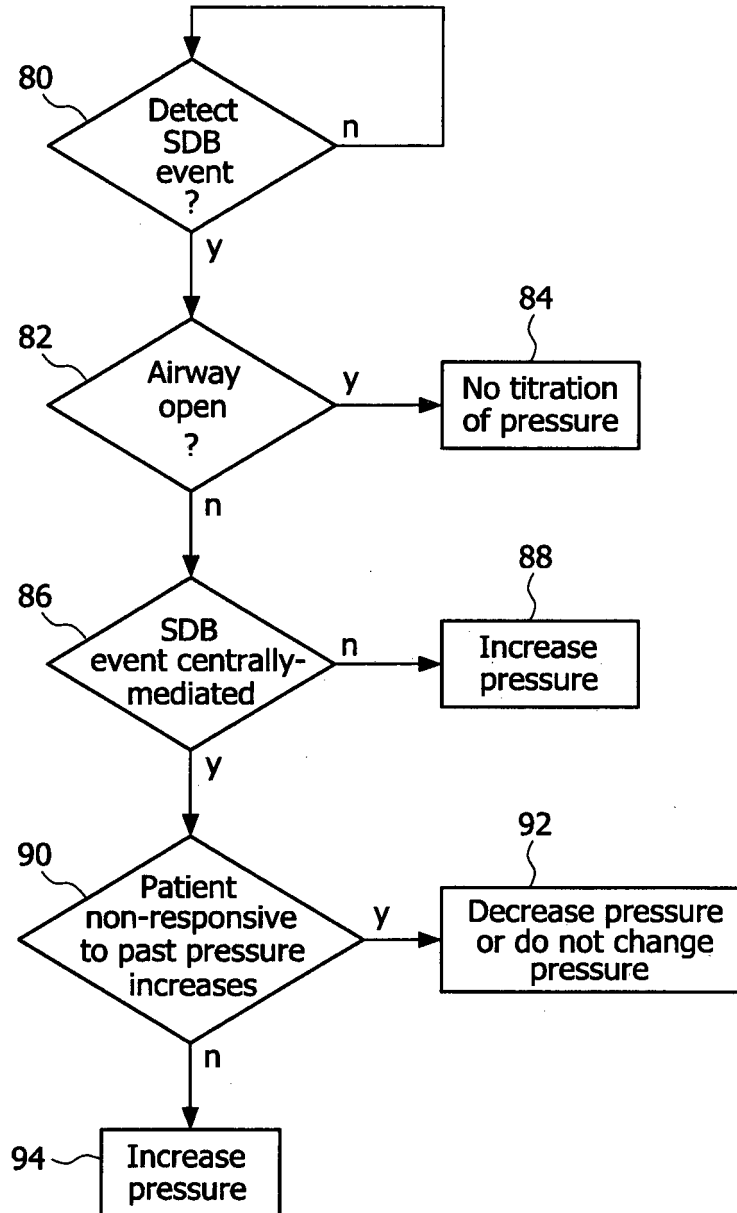 80
Detect
SDB
event
?
n
y
82
Airway
open
?
y
84
No titration
of pressure
n
86
SDB
event centrally-
mediated
n
88
Increase
pressure
y
90
Patient
non-responsive
to past pressure
increases
y
92
Decrease pressure
or do not change
pressure
n
94
Increase
pressure